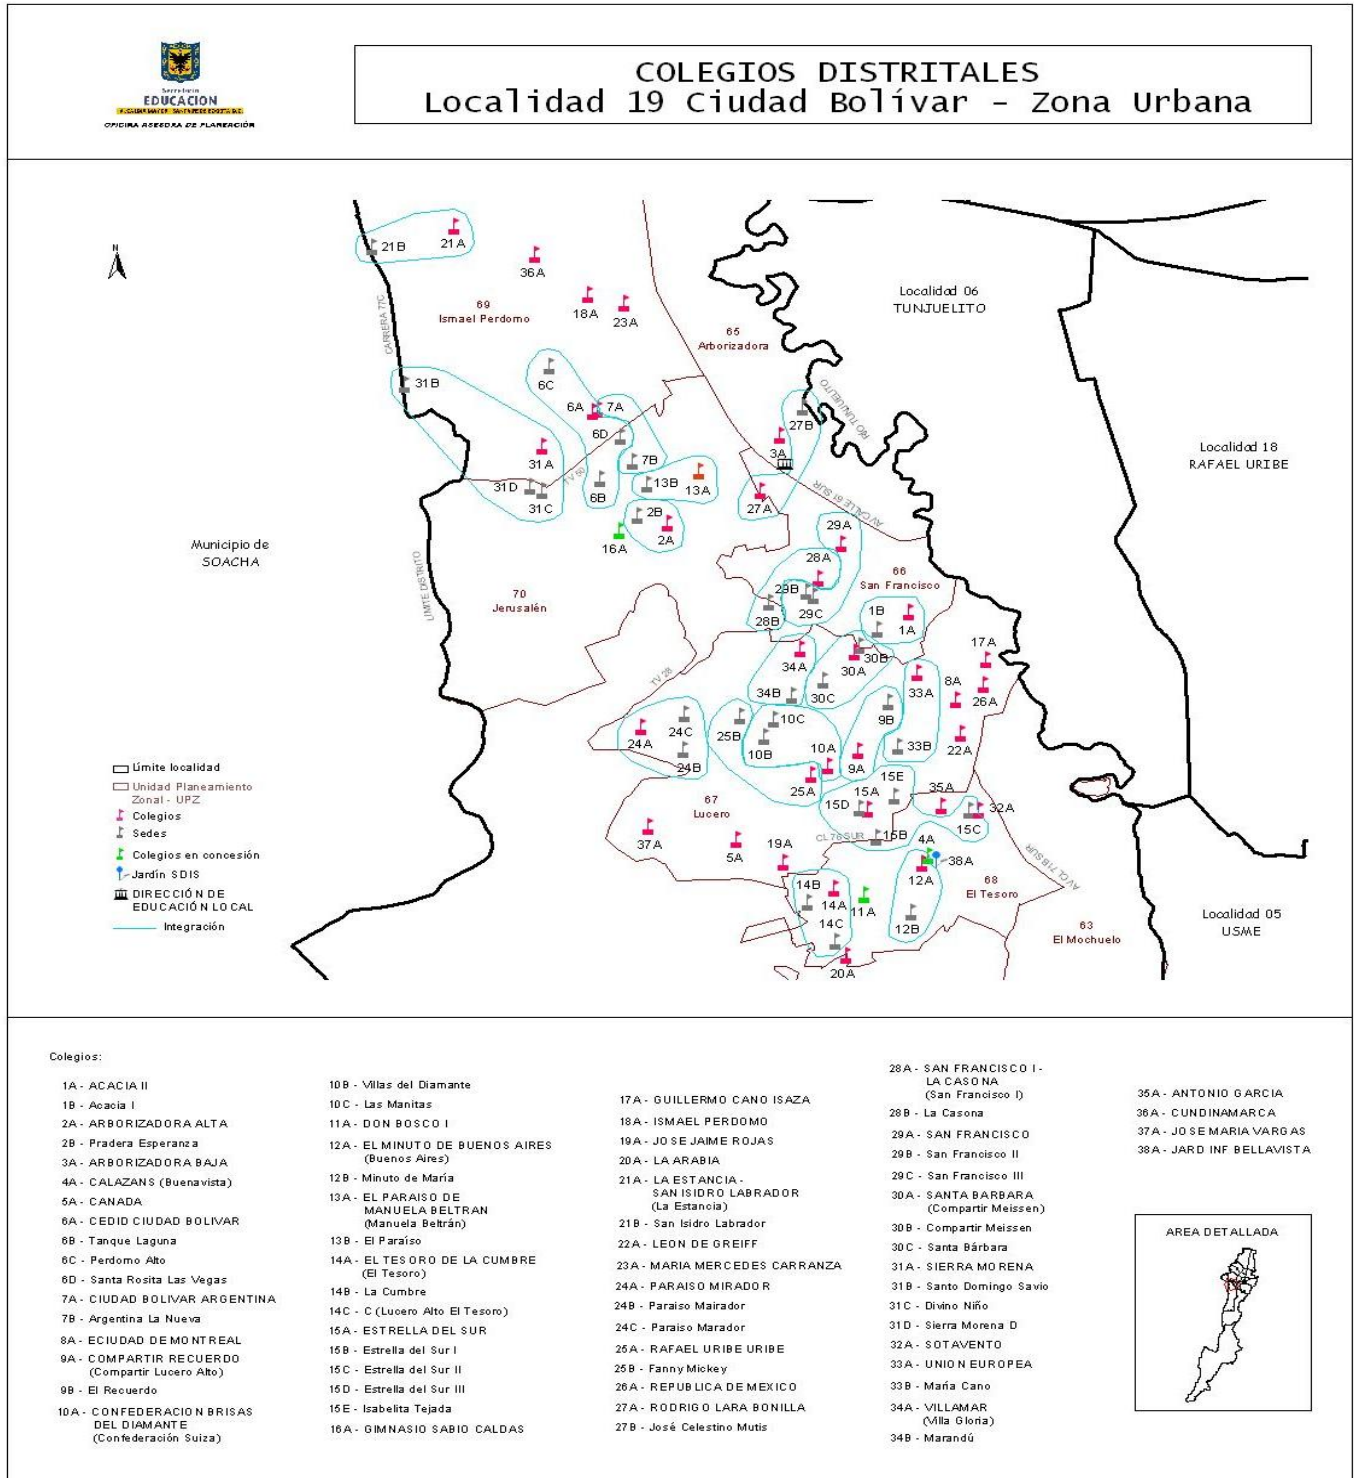 Secretaría
EDUCACION
ALCALDIA MAYOR SANTAFE DE BOGOTA D.C.
OFICINA ASESORA DE PLANEACIÓN
COLEGIOS DISTRITALES
Localidad 19 Ciudad Bolívar - Zona Urbana
N
21B
21A
36A
69
Ismael Perdomo
18A
23A
CARRERA 77C
65
Arborizadora
Localidad 06
TUNJUELITO
RÍO TUNJUELITO
31B
6C
6A
7A
6D
27B
3A
Localidad 18
RAFAEL URIBE
31A
7B
TV 60
31D
31C
6B
13B
13A
27A
AV CALLE 61 SUR
2B
2A
16A
29A
28A
Municipio de
SOACHA
66
San Francisco
LIMITE DISTRITO
70
Jerusalén
29B
29C
28B
1B
1A
17A
34A
30B
30A
33A
8A
26A
TV 28
34B
30C
24C
24A
24B
25B
10C
10B
10A
9B
33B
22A
9A
25A
15E
15A
35A
15D
32A
15C
67
Lucero
CL 76 SUR
15B
4A
37A
5A
19A
38A
12A
AV CL 71B SUR
14B
14A
11A
68
El Tesoro
14C
12B
63
El Mochuelo
20A
Localidad 05
USME
Límite localidad
Unidad Planeamiento
Zonal - UPZ
Colegios
Sedes
Colegios en concesión
Jardín SDIS
DIRECCIÓN DE
EDUCACIÓN LOCAL
Integración
Colegios:
1A - ACACIA II
1B - Acacia I
2A - ARBORIZADORA ALTA
2B - Pradera Esperanza
3A - ARBORIZADORA BAJA
4A - CALAZANS (Buenavista)
5A - CANADA
6A - CEDID CIUDAD BOLIVAR
6B - Tanque Laguna
6C - Perdomo Alto
6D - Santa Rosita Las Vegas
7A - CIUDAD BOLIVAR ARGENTINA
7B - Argentina La Nueva
8A - ECIUDAD DE MONTREAL
9A - COMPARTIR RECUERDO
(Compartir Lucero Alto)
9B - El Recuerdo
10A - CONFEDERACION BRISAS
DEL DIAMANTE
(Confederación Suiza)
10B - Villas del Diamante
10C - Las Manitas
11A - DON BOSCO I
12A - EL MINUTO DE BUENOS AIRES
(Buenos Aires)
12B - Minuto de María
13A - EL PARAISO DE
MANUELA BELTRAN
(Manuela Beltrán)
13B - El Paraíso
14A - EL TESORO DE LA CUMBRE
(El Tesoro)
14B - La Cumbre
14C - C (Lucero Alto El Tesoro)
15A - ESTRELLA DEL SUR
15B - Estrella del Sur I
15C - Estrella del Sur II
15D - Estrella del Sur III
15E - Isabelita Tejada
16A - GIMNASIO SABIO CALDAS
17A - GUILLERMO CANO ISAZA
18A - ISMAEL PERDOMO
19A - JOSE JAIME ROJAS
20A - LA ARABIA
21A - LA ESTANCIA -
SAN ISIDRO LABRADOR
(La Estancia)
21B - San Isidro Labrador
22A - LEON DE GREIFF
23A - MARIA MERCEDES CARRANZA
24A - PARAISO MIRADOR
24B - Paraiso Mairador
24C - Paraiso Marador
25A - RAFAEL URIBE URIBE
25B - Fanny Mickey
26A - REPUBLICA DE MEXICO
27A - RODRIGO LARA BONILLA
27B - José Celestino Mutis
28A - SAN FRANCISCO I -
LA CASONA
(San Francisco I)
28B - La Casona
29A - SAN FRANCISCO
29B - San Francisco II
29C - San Francisco III
30A - SANTA BARBARA
(Compartir Meissen)
30B - Compartir Meissen
30C - Santa Bárbara
31A - SIERRA MORENA
31B - Santo Domingo Savio
31C - Divino Niño
31D - Sierra Morena D
32A - SOTAVENTO
33A - UNION EUROPEA
33B - María Cano
34A - VILLAMAR
(Villa Gloria)
34B - Marandú
35A - ANTONIO GARCIA
36A - CUNDINAMARCA
37A - JOSE MARIA VARGAS
38A - JARD INF BELLAVISTA
AREA DETALLADA